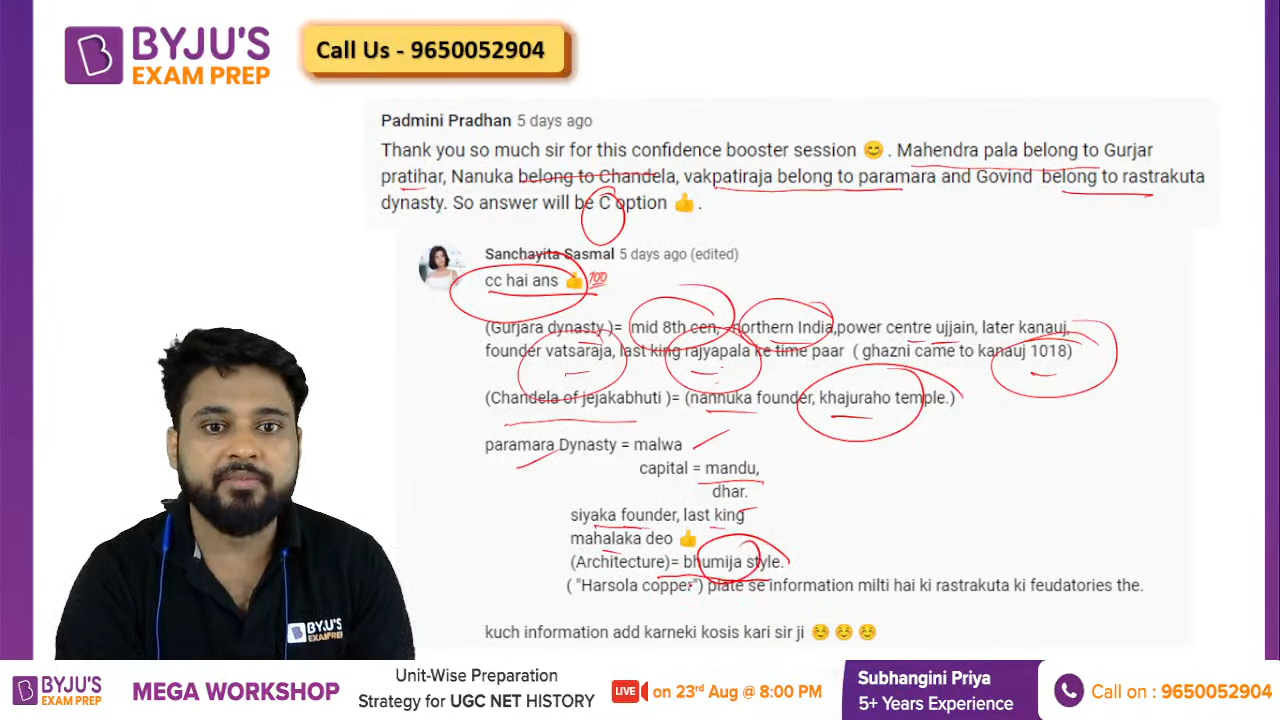 BYJU'S
EXAM PREP
Call Us - 9650052904
Padmini Pradhan 5 days ago
Thank you so much sir for this confidence booster session 😊 . Mahendra pala belong to Gurjar
pratihar, Nanuka belong to Chandela, vakpatiraja belong to paramara and Govind belong to rastrakuta
dynasty. So answer will be C option 👍 .
Sanchayita Sasmal 5 days ago (edited)
cc hai ans 👍💯
(Gurjara dynasty )= mid 8th cen, northern India,power centre ujjain, later kanauj,
founder vatsaraja, last king rajyapala ke time paar ( ghazni came to kanauj 1018)
(Chandela of jejakabhuti )= (nannuka founder, khajuraho temple.)
paramara Dynasty = malwa
capital = mandu,
dhar.
siyaka founder, last king
mahalaka deo 👍
(Architecture)= bhumija style.
( "Harsola copper") plate se information milti hai ki rastrakuta ki feudatories the.
kuch information add karneki kosis kari sir ji ☺️ ☺️ ☺️
BYJU'S
EXAM PREP
BYJU'S
EXAM PREP
MEGA WORKSHOP
Unit-Wise Preparation
Strategy for UGC NET HISTORY
LIVE on 23rd Aug @ 8:00 PM
Subhangini Priya
5+ Years Experience
Call on : 9650052904